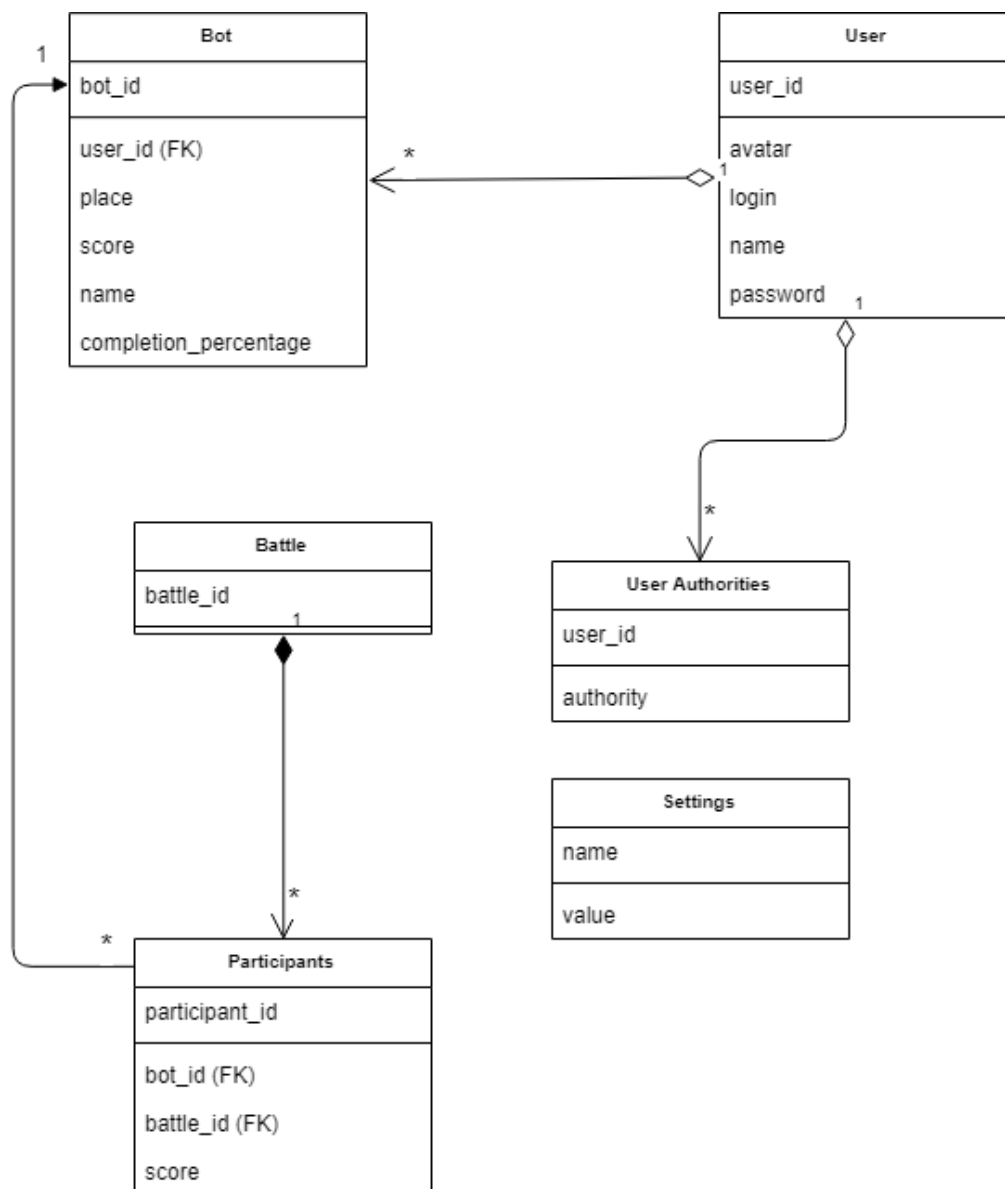 Bot
1
bot_id
user_id (FK)
place
score
name
completion_percentage
*
User
user_id
avatar
1
login
name
password
1
*
Battle
battle_id
1
*
User Authorities
user_id
authority
Settings
name
value
*
Participants
participant_id
bot_id (FK)
battle_id (FK)
score